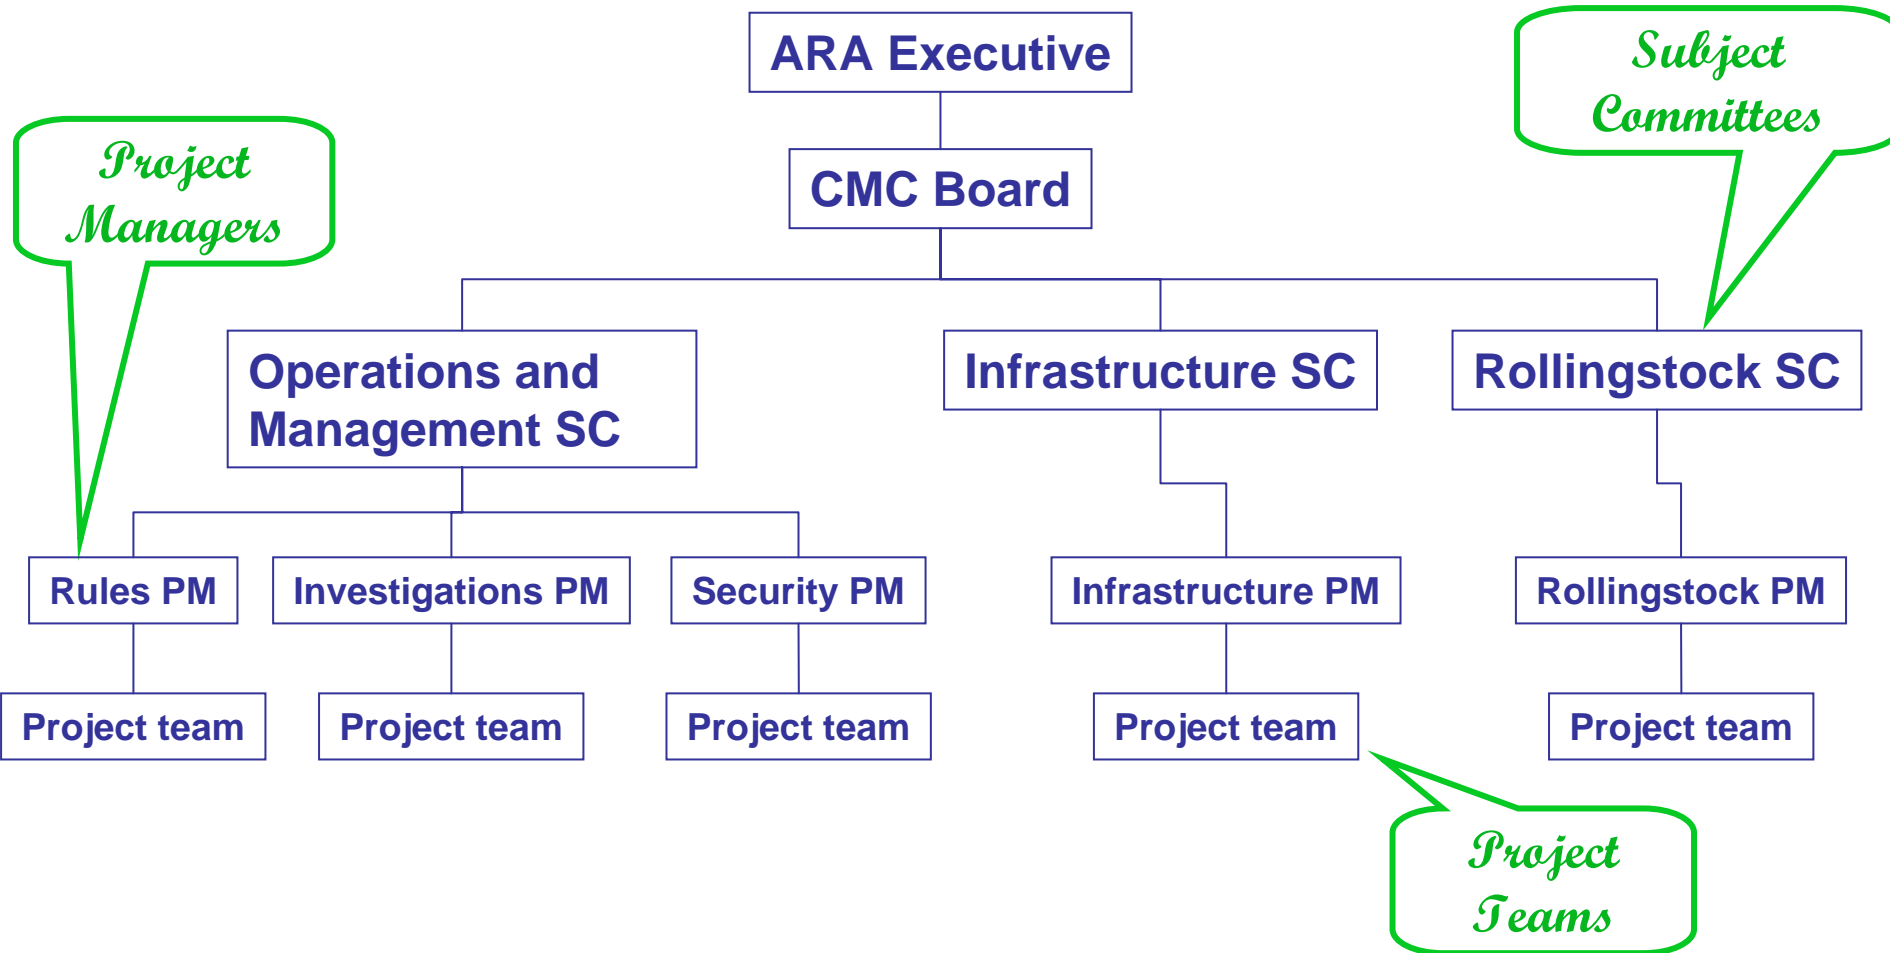 ARA Executive
Subject
Committees
Project
Managers
CMC Board
Operations and
Management SC
Infrastructure SC
Rollingstock SC
Rules PM
Investigations PM
Security PM
Infrastructure PM
Rollingstock PM
Project team
Project team
Project team
Project team
Project team
Project
Teams